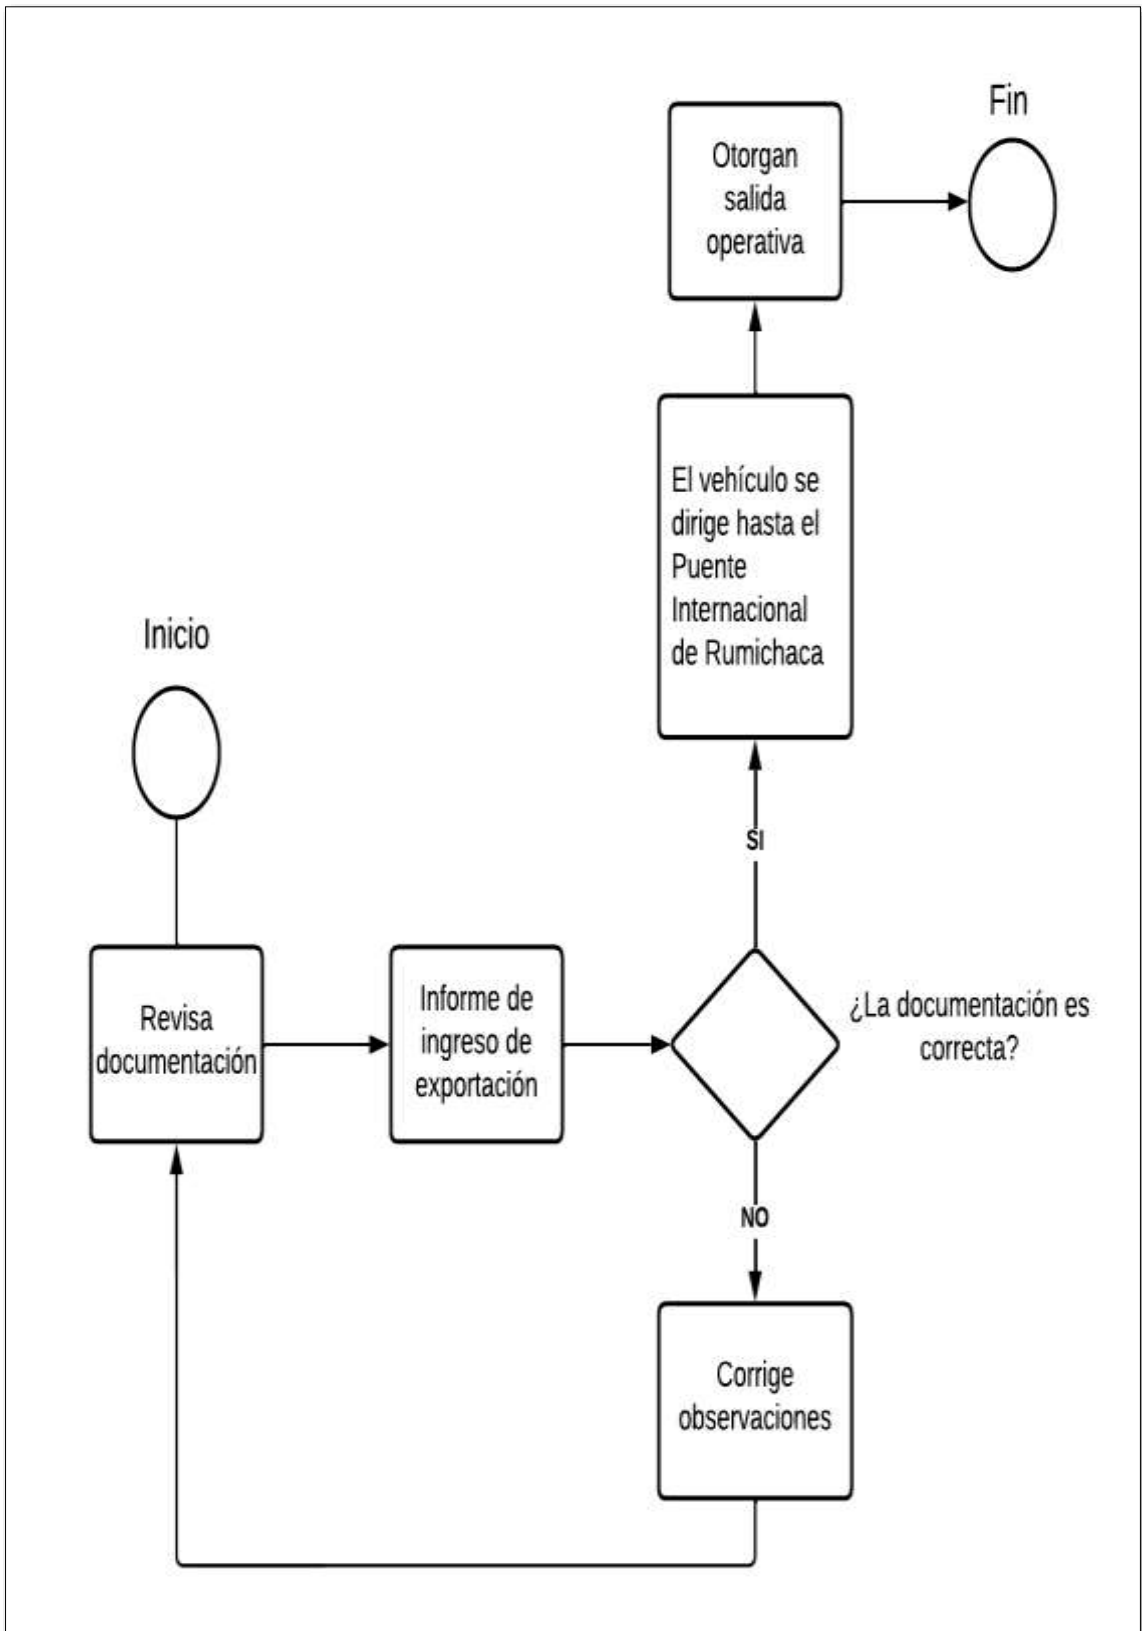 Inicio
Revisa
documentación
Informe de
ingreso de
exportación
¿La documentación es
correcta?
SI
El vehículo se
dirige hasta el
Puente
Internacional
de Rumichaca
Otorgan
salida
operativa
Fin
NO
Corrige
observaciones